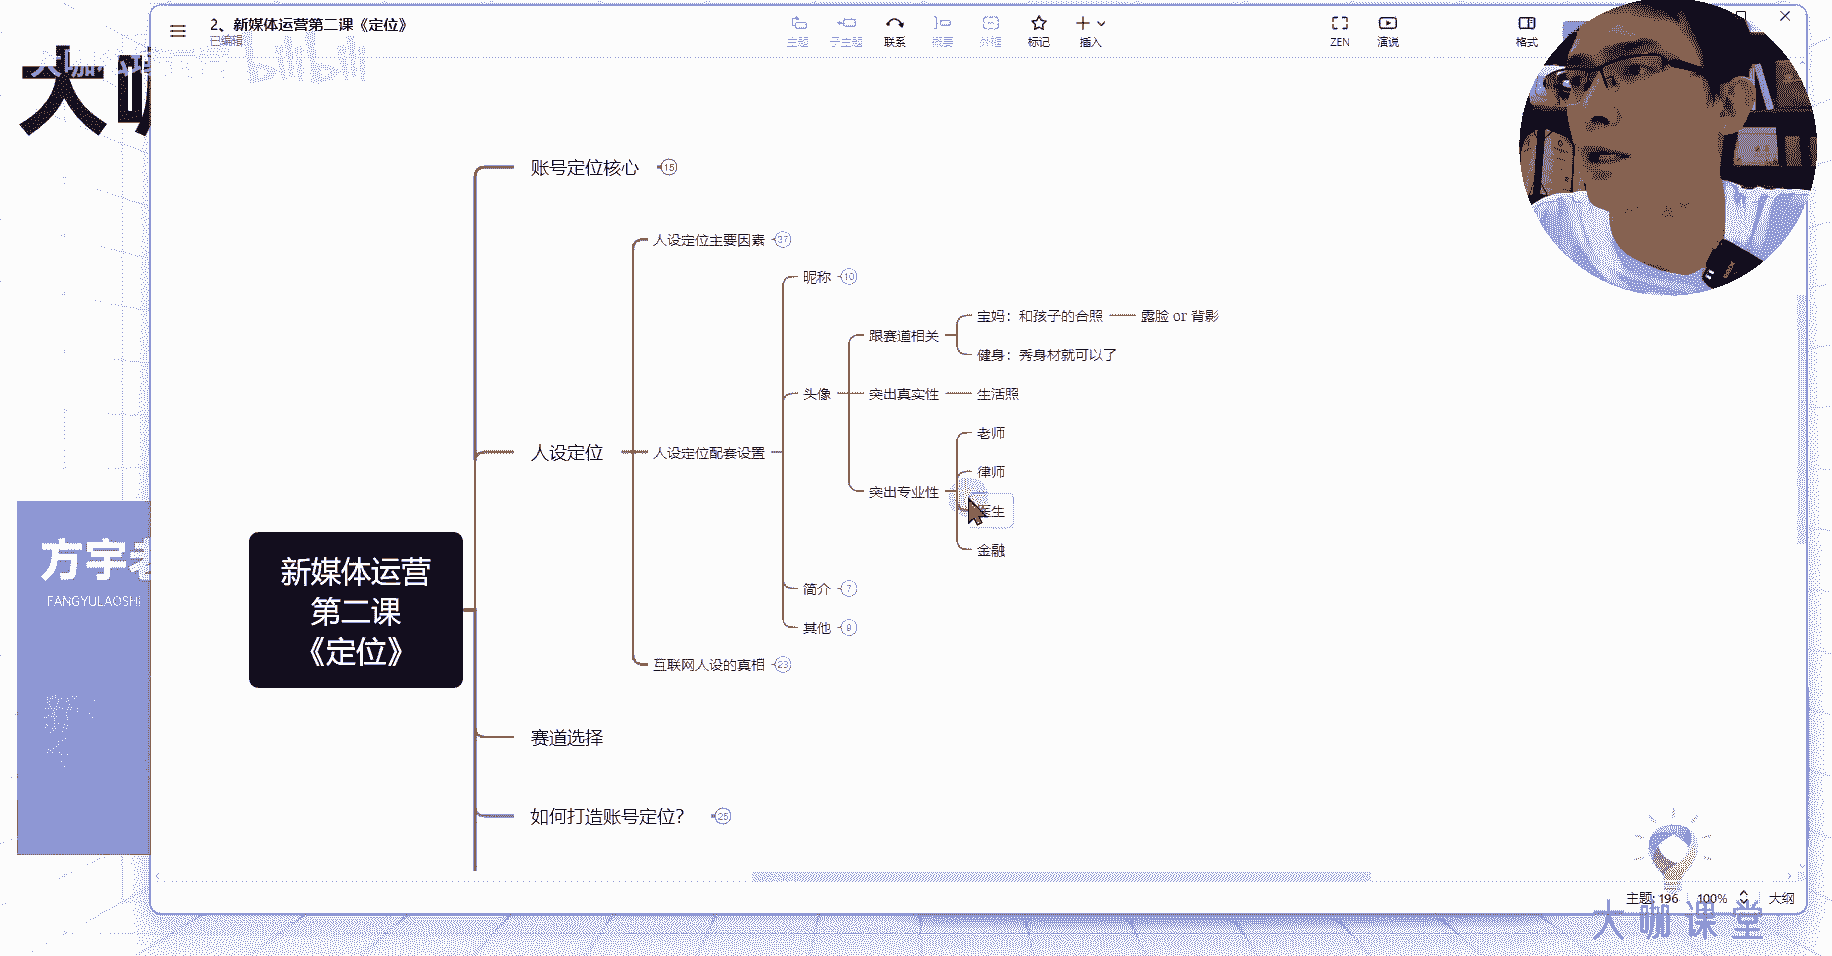 2、新媒体运营第二课《定位》
已编辑
主题
子主题
联系
概要
外框
标记
插入
ZEN
演说
格式
大咖
bilibili
账号定位核心 15
人设定位主要因素 37
昵称 10
宝妈：和孩子的合照 露脸 or 背影
跟赛道相关
健身：秀身材就可以了
头像
突出真实性
生活照
老师
人设定位
人设定位配套设置
律师
突出专业性
医生
金融
方宇老
FANGYULAOSHI
新媒体运营
第二课
《定位》
简介 7
其他 9
互联网人设的真相 23
赛道选择
如何打造账号定位？ 25
主题: 196
100%
大纲
大咖课堂